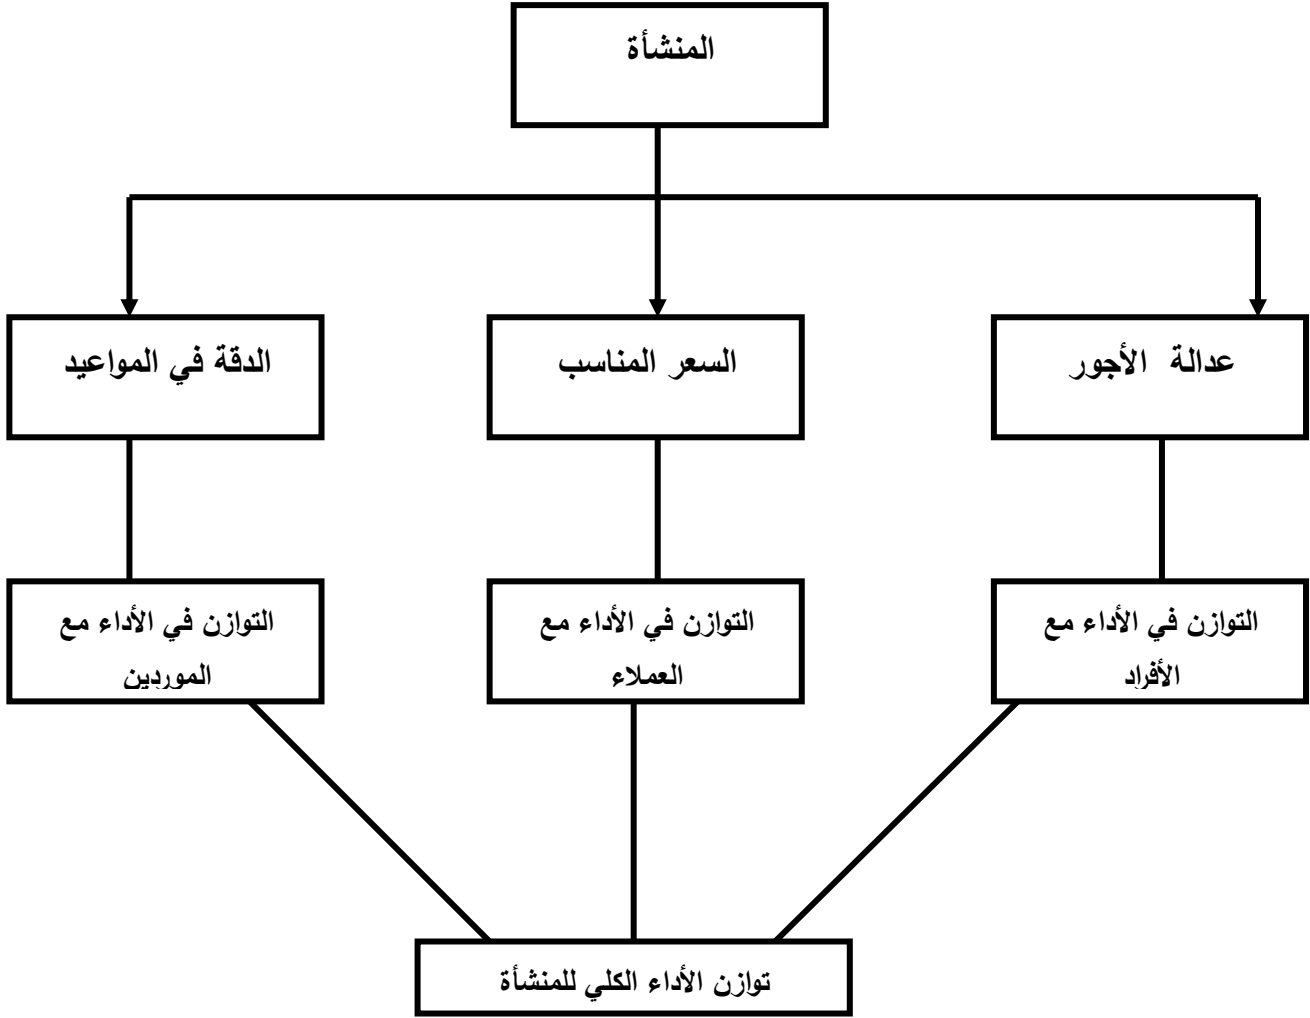 المنشأة
عدالة الأجور
السعر المناسب
الدقة في المواعيد
التوازن في الأداء مع
الأفراد
التوازن في الأداء مع
العملاء
التوازن في الأداء مع
الموردين
توازن الأداء الكلي للمنشأة